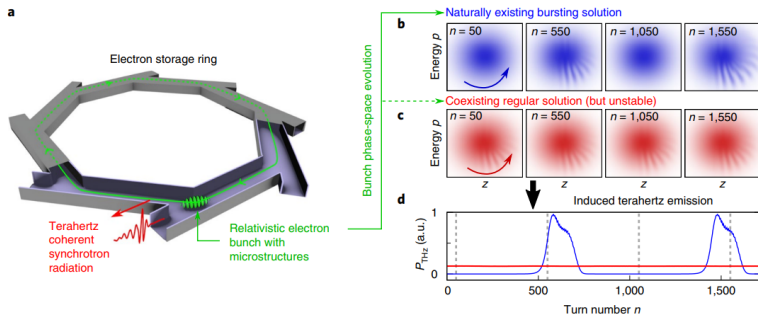 a
Electron storage ring
Terahertz
coherent
synchrotron
radiation
Relativistic electron
bunch with
microstructures
Bunch phase-space evolution
b
Naturally existing bursting solution
Energy p
n = 50
n = 550
n = 1,050
n = 1,550
Coexisting regular solution (but unstable)
c
Energy p
n = 50
n = 550
n = 1,050
n = 1,550
z
z
z
z
d
Induced terahertz emission
PTHz (a.u.)
1
0
0
500
1,000
1,500
Turn number n